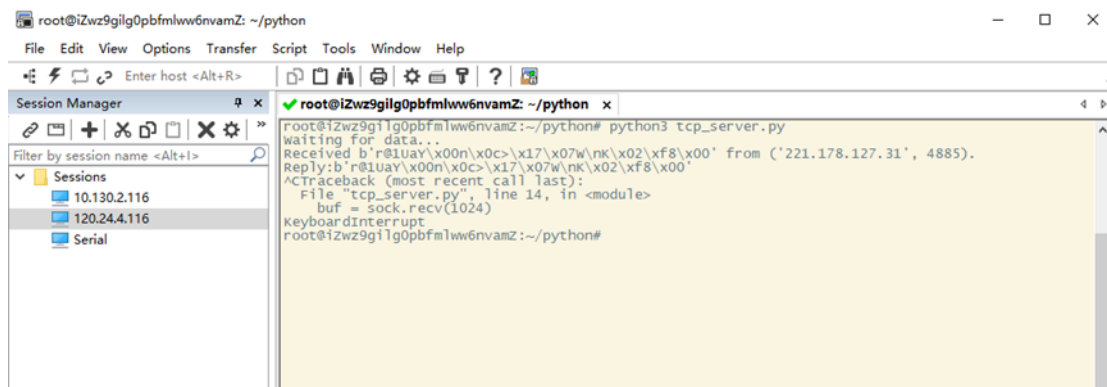 root@iZwz9gilg0pbfmlww6nvamZ: ~/python
File Edit View Options Transfer Script Tools Window Help
Enter host <Alt+R>
Session Manager
root@iZwz9gilg0pbfmlww6nvamZ: ~/python
Filter by session name <Alt+I>
Sessions
10.130.2.116
120.24.4.116
Serial
root@iZwz9gilg0pbfmlww6nvamZ:~/python# python3 tcp_server.py
Waiting for data...
Received b'r@1UaY\x00n\x0c>\x17\x07W\nK\x02\xf8\x00' from ('221.178.127.31', 4885).
Reply:b'r@1UaY\x00n\x0c>\x17\x07W\nK\x02\xf8\x00'
^CTraceback (most recent call last):
File "tcp_server.py", line 14, in <module>
buf = sock.recv(1024)
KeyboardInterrupt
root@iZwz9gilg0pbfmlww6nvamZ:~/python#